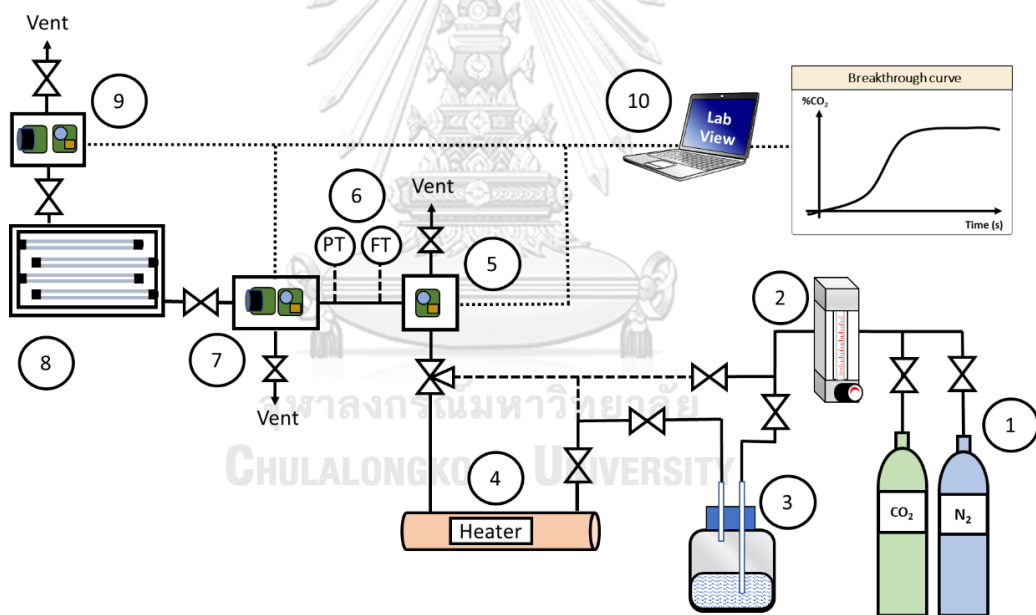 Vent
9
10
Lab
View
Breakthrough curve
%CO₂
Time (s)
Vent
6
PT
FT
5
2
8
7
Vent
1
จุฬาลงกรณ์มหาวิทยาลัย
CHULALONGKORN UNIVERSITY
4
3
Heater
CO₂
N₂